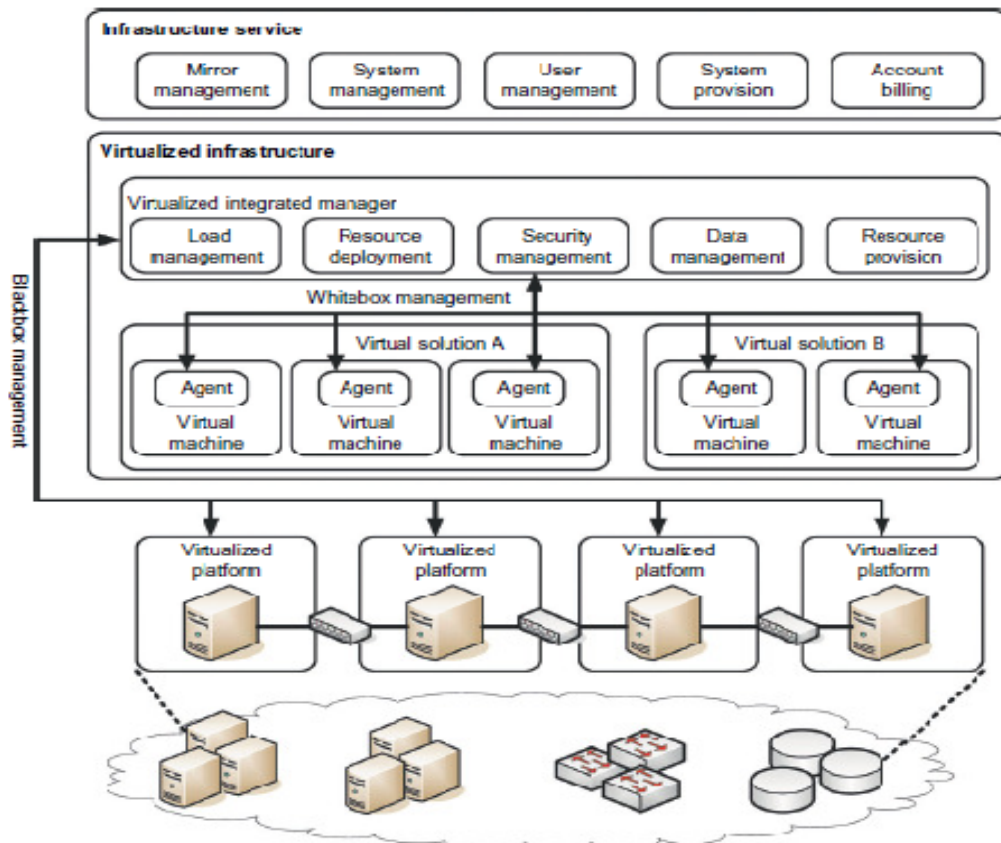 Infrastructure service
Mirror
management
System
management
User
management
System
provision
Account
billing
Virtualized infrastructure
Virtualized integrated manager
Load
management
Resource
deployment
Security
management
Data
management
Resource
provision
Blackbox management
Whitebox management
Virtual solution A
Agent
Virtual
machine
Agent
Virtual
machine
Agent
Virtual
machine
Virtual solution B
Agent
Virtual
machine
Agent
Virtual
machine
Virtualized
platform
Virtualized
platform
Virtualized
platform
Virtualized
platform